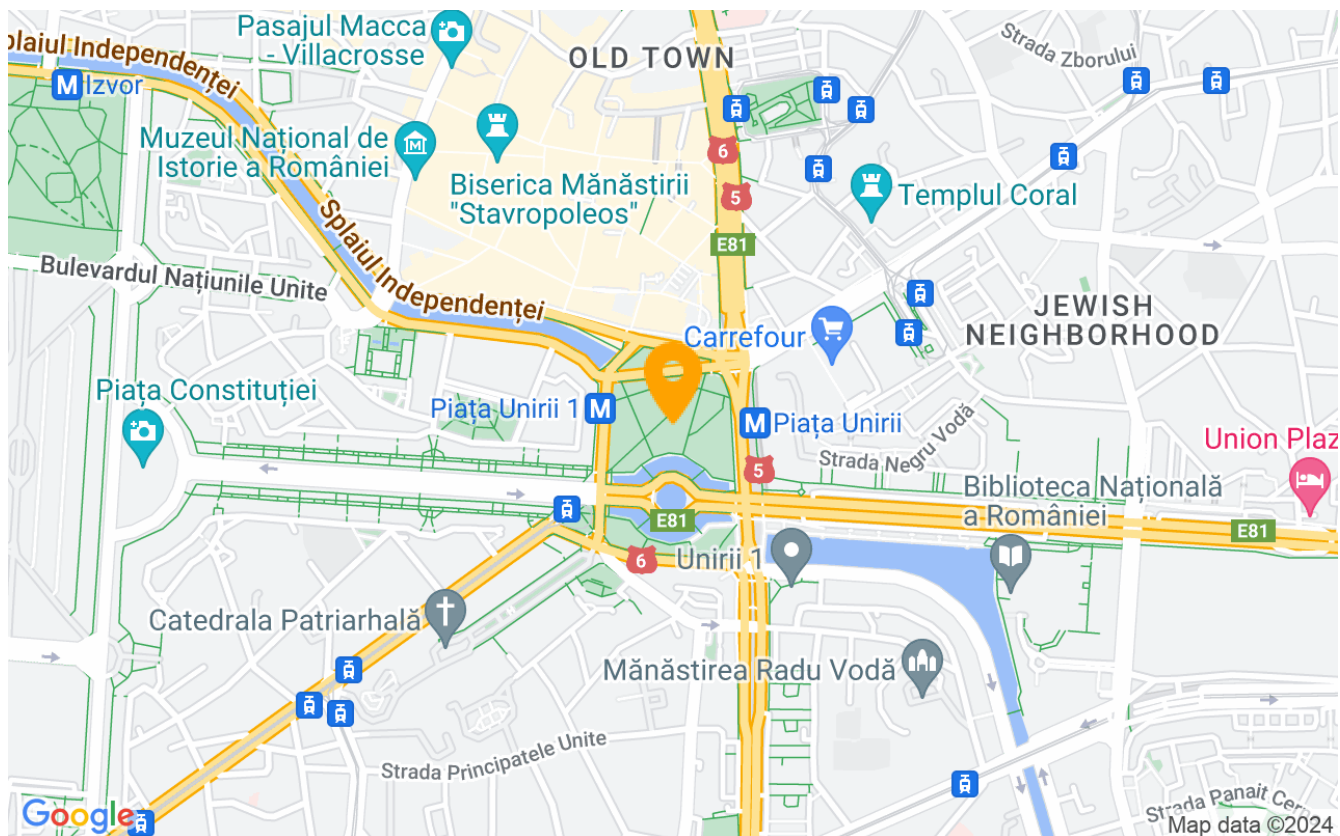 Splaiul Independenței
Pasajul Macca
- Villacrosse
OLD TOWN
Strada Zborului
M
Izvor
Muzeul Național de
Istorie a României
M
6
Biserica Mănăstirii
"Stavropoleos"
5
Templul Coral
E81
Bulevardul Națiunile Unite
Splaiul Independenței
JEWISH
NEIGHBORHOOD
Carrefour
Piața Constituției
Piața Unirii 1
M
M
Piața Unirii
Strada Negru Vodă
Union Plaz
5
Biblioteca Națională
a României
E81
E81
6
Unirii 1
Catedrala Patriarhală
Mănăstirea Radu Vodă
Strada Principatele Unite
Strada Panait Cer
Google
Map data ©2024